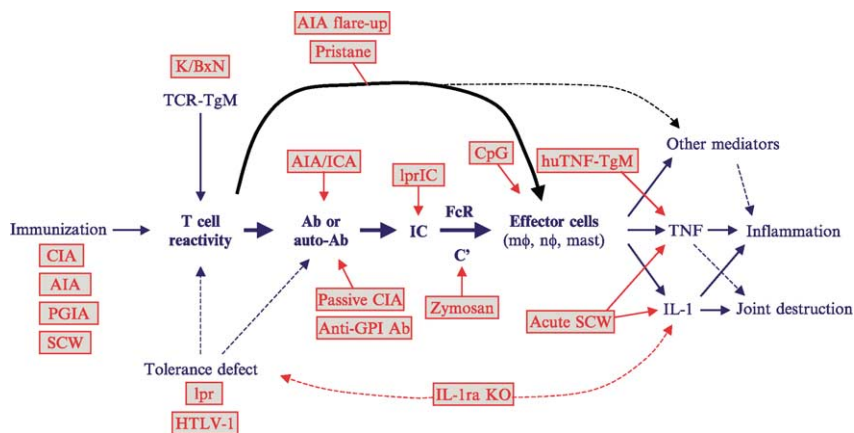 AIA flare-up
Pristane
K/BxN
TCR-TgM
Other mediators
AIA/ICA
lprIC
CpG
huTNF-TgM
Immunization
T cell
reactivity
Ab or
auto-Ab
IC
FcR
C'
Effector cells
(mφ, nφ, mast)
TNF
Inflammation
CIA
AIA
PGIA
SCW
Passive CIA
Anti-GPI Ab
Zymosan
Acute SCW
IL-1
Joint destruction
Tolerance defect
lpr
HTLV-1
IL-1ra KO